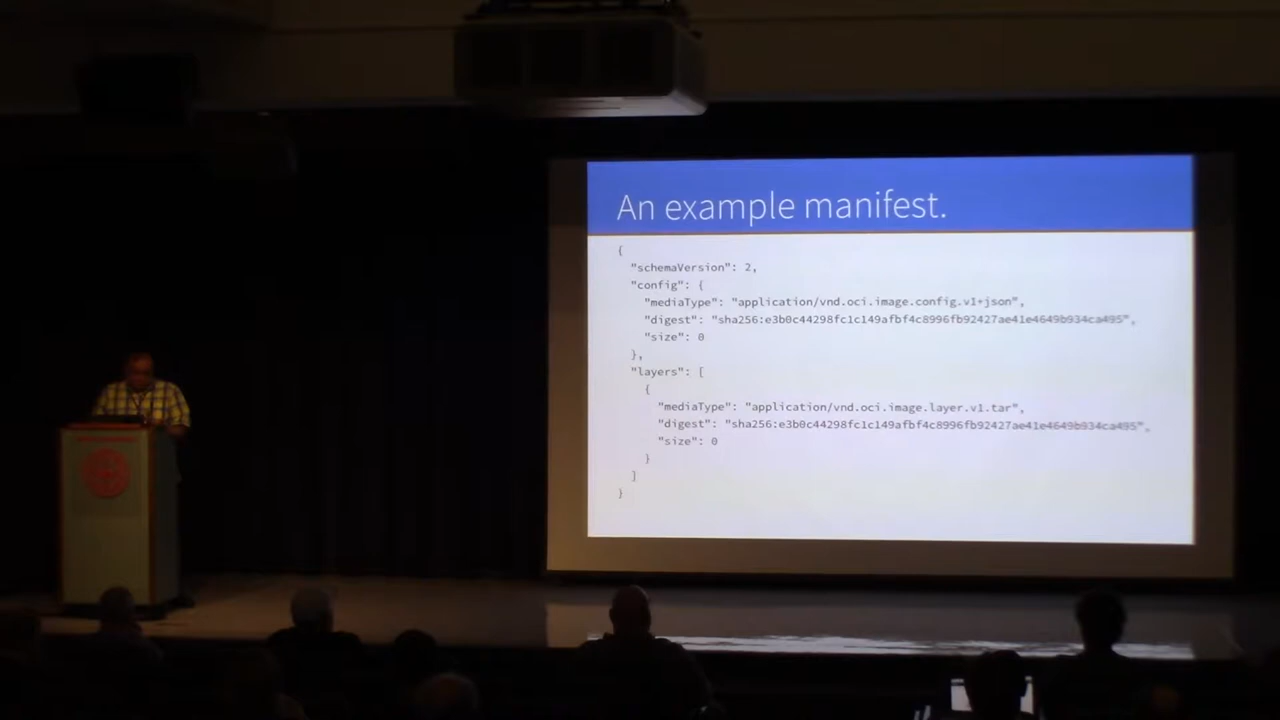 An example manifest.
{
"schemaVersion": 2,
"config": {
"mediaType": "application/vnd.oci.image.config.v1+json",
"digest": "sha256:e3b0c44298fc1c149afbf4c8996fb92427ae41e4649b934ca495",
"size": 0
},
"layers": [
{
"mediaType": "application/vnd.oci.image.layer.v1.tar",
"digest": "sha256:e3b0c44298fc1c149afbf4c8996fb92427ae41e4649b934ca495",
"size": 0
}
]
}